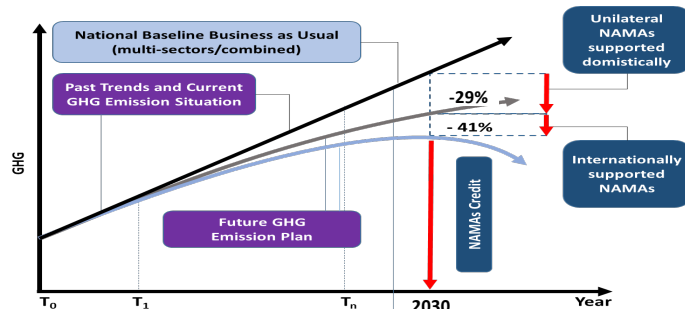 National Baseline Business as Usual
(multi-sectors/combined)
Unilateral
NAMAs
supported
domistically
Past Trends and Current
GHG Emission Situation
-29%
- 41%
GHG
Internationally
supported
NAMAs
Future GHG
Emission Plan
NAMAs Credit
T₀
T₁
Tₙ
2030
Year